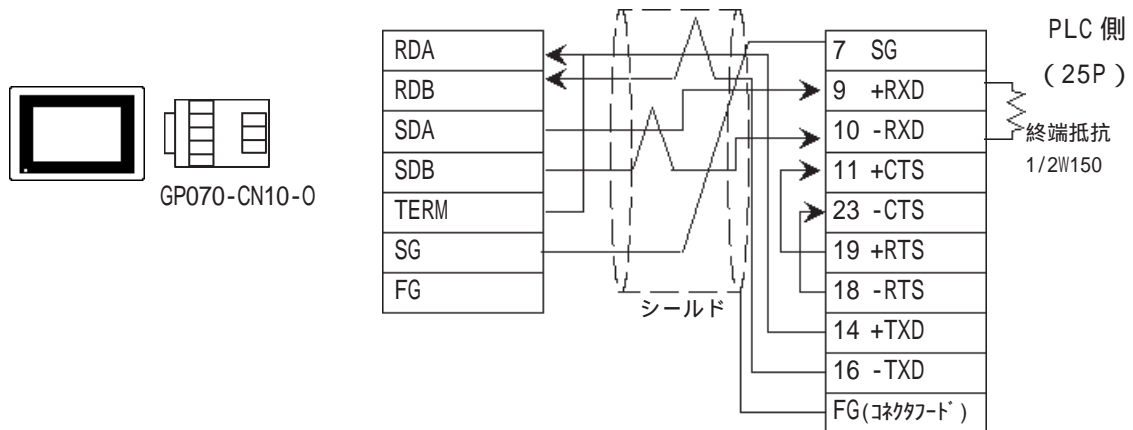 GP070-CN10-O
RDA
RDB
SDA
SDB
TERM
SG
FG
シールド
PLC 側
(25P)
7 SG
9 +RXD
10 -RXD
11 +CTS
23 -CTS
19 +RTS
18 -RTS
14 +TXD
16 -TXD
FG(ｺﾈｸﾀﾌｰﾄﾞ)
終端抵抗
1/2W150